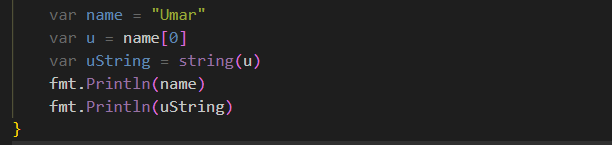 var name = "Umar"
var u = name[0]
var uString = string(u)
fmt.Println(name)
fmt.Println(uString)
}